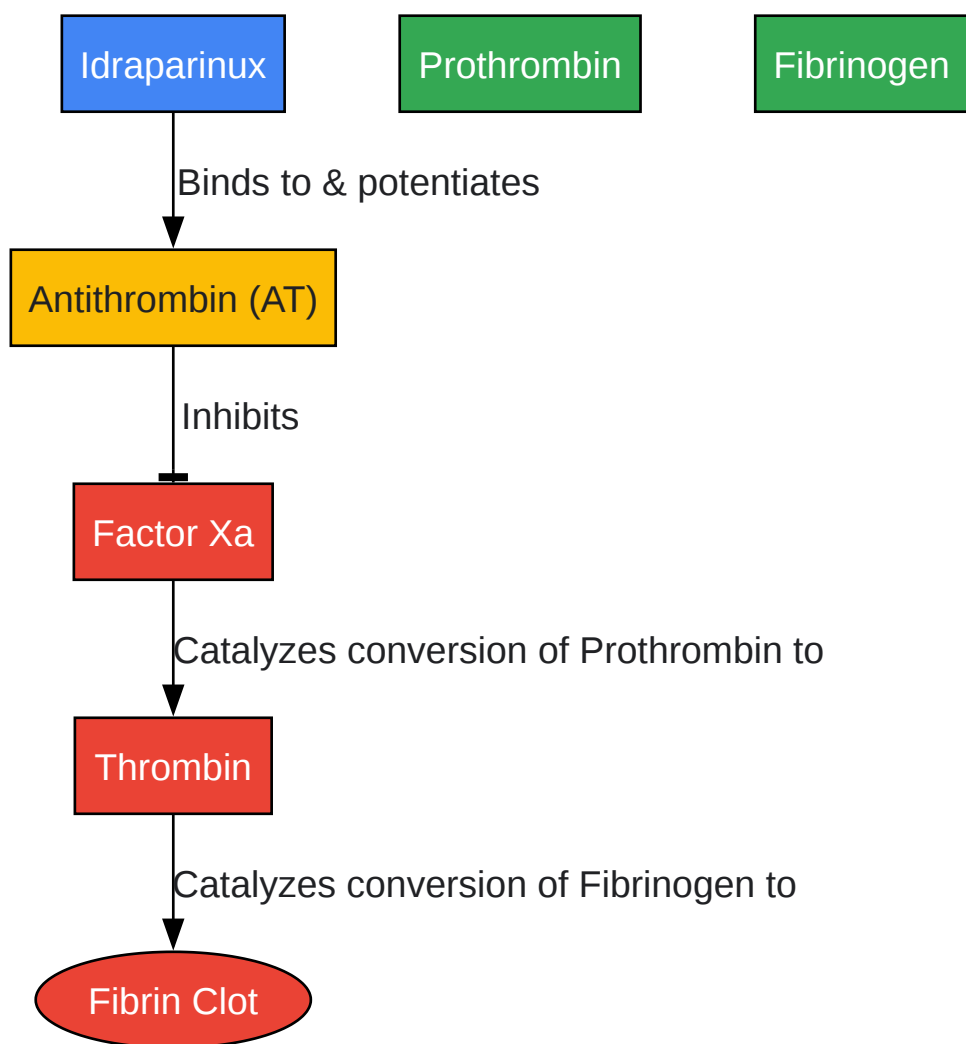 Idraparinux
Prothrombin
Fibrinogen
Binds to & potentiates
Antithrombin (AT)
Inhibits
Factor Xa
Catalyzes conversion of Prothrombin to
Thrombin
Catalyzes conversion of Fibrinogen to
Fibrin Clot